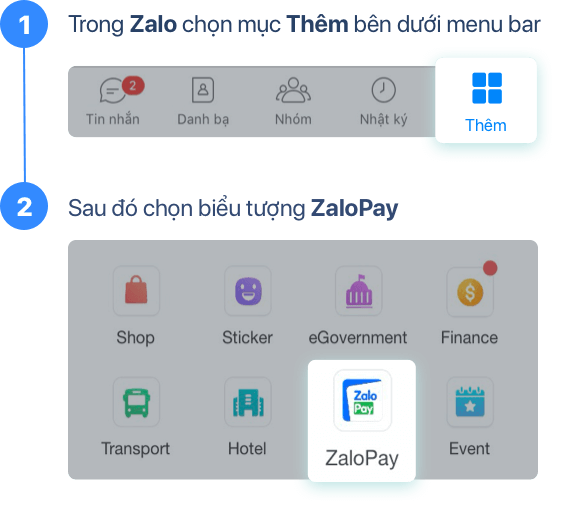 1
Trong Zalo chọn mục Thêm bên dưới menu bar
2
Tin nhắn Danh bạ Nhóm Nhật ký Thêm
2
Sau đó chọn biểu tượng ZaloPay
Shop Sticker eGovernment Finance
Zalo
Pay
Transport Hotel ZaloPay Event